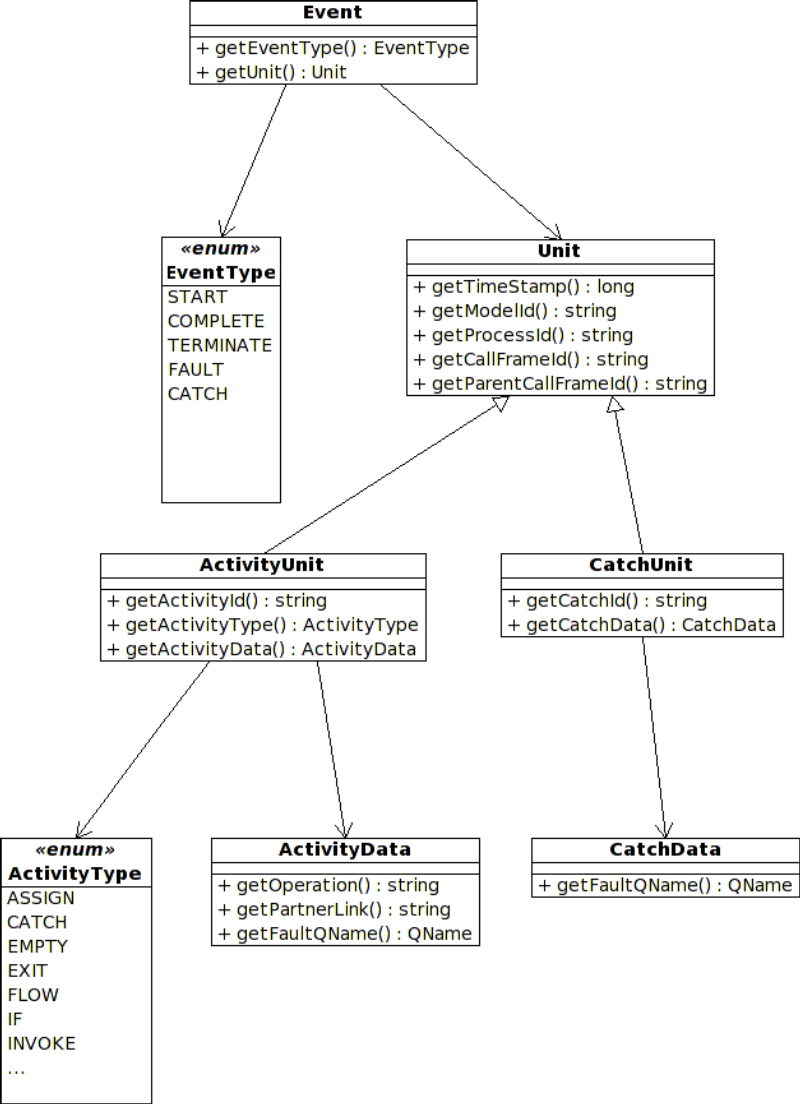 Event
+ getEventType() : EventType
+ getUnit() : Unit
«enum»
EventType
START
COMPLETE
TERMINATE
FAULT
CATCH
Unit
+ getTimeStamp() : long
+ getModelId() : string
+ getProcessId() : string
+ getCallFrameId() : string
+ getParentCallFrameId() : string
ActivityUnit
+ getActivityId() : string
+ getActivityType() : ActivityType
+ getActivityData() : ActivityData
CatchUnit
+ getCatchId() : string
+ getCatchData() : CatchData
«enum»
ActivityType
ASSIGN
CATCH
EMPTY
EXIT
FLOW
IF
INVOKE
...
ActivityData
+ getOperation() : string
+ getPartnerLink() : string
+ getFaultQName() : QName
CatchData
+ getFaultQName() : QName